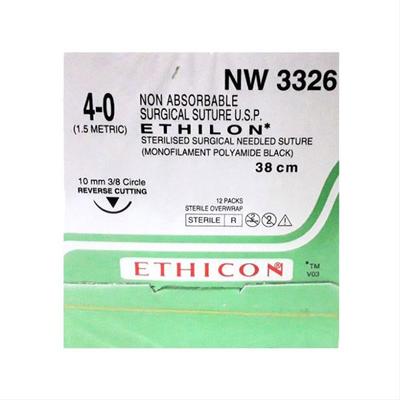 NW 3326
4-0
(1.5 METRIC)
NON ABSORBABLE
SURGICAL SUTURE U.S.P.
ETHILON*
STERILISED SURGICAL NEEDLED SUTURE
(MONOFILAMENT POLYAMIDE BLACK)
38 cm
10 mm 3/8 Circle
REVERSE CUTTING
12 PACKS
STERILE OVERWRAP
STERILE R
2
ETHICON
*TM
V03